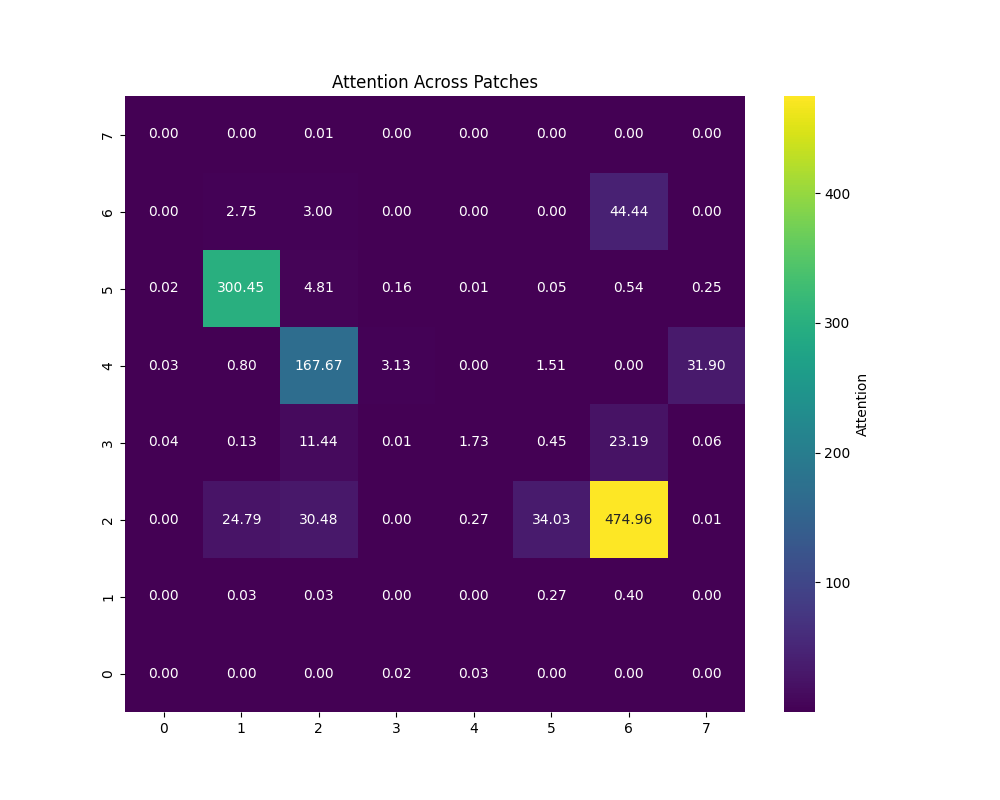 Attention Across Patches
7 0.00 0.00 0.01 0.00 0.00 0.00 0.00 0.00
6 0.00 2.75 3.00 0.00 0.00 0.00 44.44 0.00
5 0.02 300.45 4.81 0.16 0.01 0.05 0.54 0.25
4 0.03 0.80 167.67 3.13 0.00 1.51 0.00 31.90
3 0.04 0.13 11.44 0.01 1.73 0.45 23.19 0.06
2 0.00 24.79 30.48 0.00 0.27 34.03 474.96 0.01
1 0.00 0.03 0.03 0.00 0.00 0.27 0.40 0.00
0 0.00 0.00 0.00 0.02 0.03 0.00 0.00 0.00
0 1 2 3 4 5 6 7
400
300
200
100
Attention